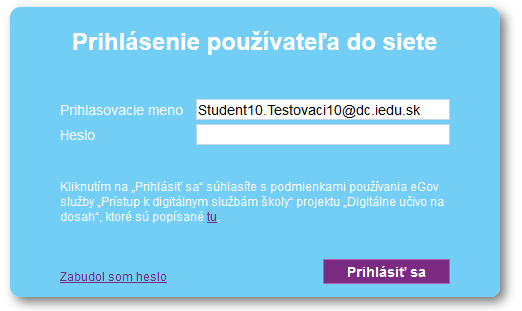 Prihlásenie používateľa do siete
Prihlasovacie meno Student10.Testovaci10@dc.iedu.sk
Heslo
Kliknutím na „Prihlásiť sa“ súhlasíte s podmienkami používania eGov
služby „Prístup k digitálnym službám školy“ projektu „Digitálne učivo na
dosah“, ktoré sú popísané tu
Zabudol som heslo Prihlásiť sa